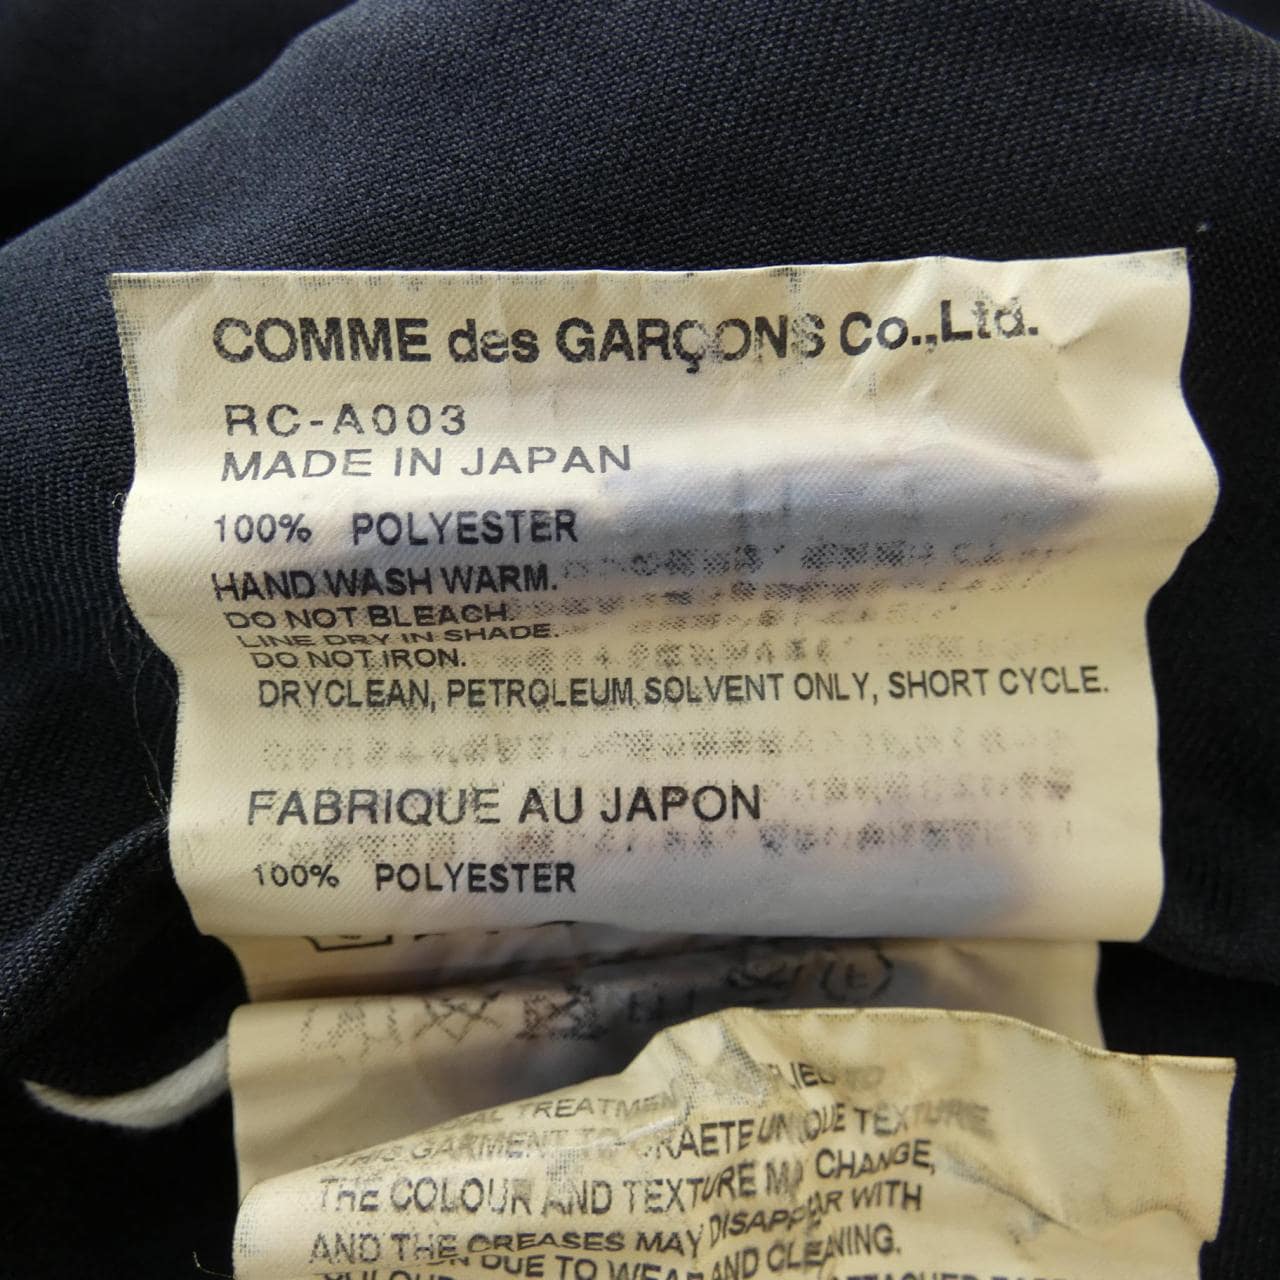 COMME des GARÇONS Co.,Ltd.
RC-A003
MADE IN JAPAN
100% POLYESTER
HAND WASH WARM.
DO NOT BLEACH.
LINE DRY IN SHADE.
DO NOT IRON.
DRYCLEAN, PETROLEUM SOLVENT ONLY, SHORT CYCLE.
FABRIQUE AU JAPON
100% POLYESTER
TREATMEN
THIS GARMENT TO CRAETE UNIQUE TEXTURE
THE COLOUR AND TEXTURE MAY CHANGE,
AND THE CREASES MAY DISAPPEAR WITH
DUE TO WEAR AND CLEANING.